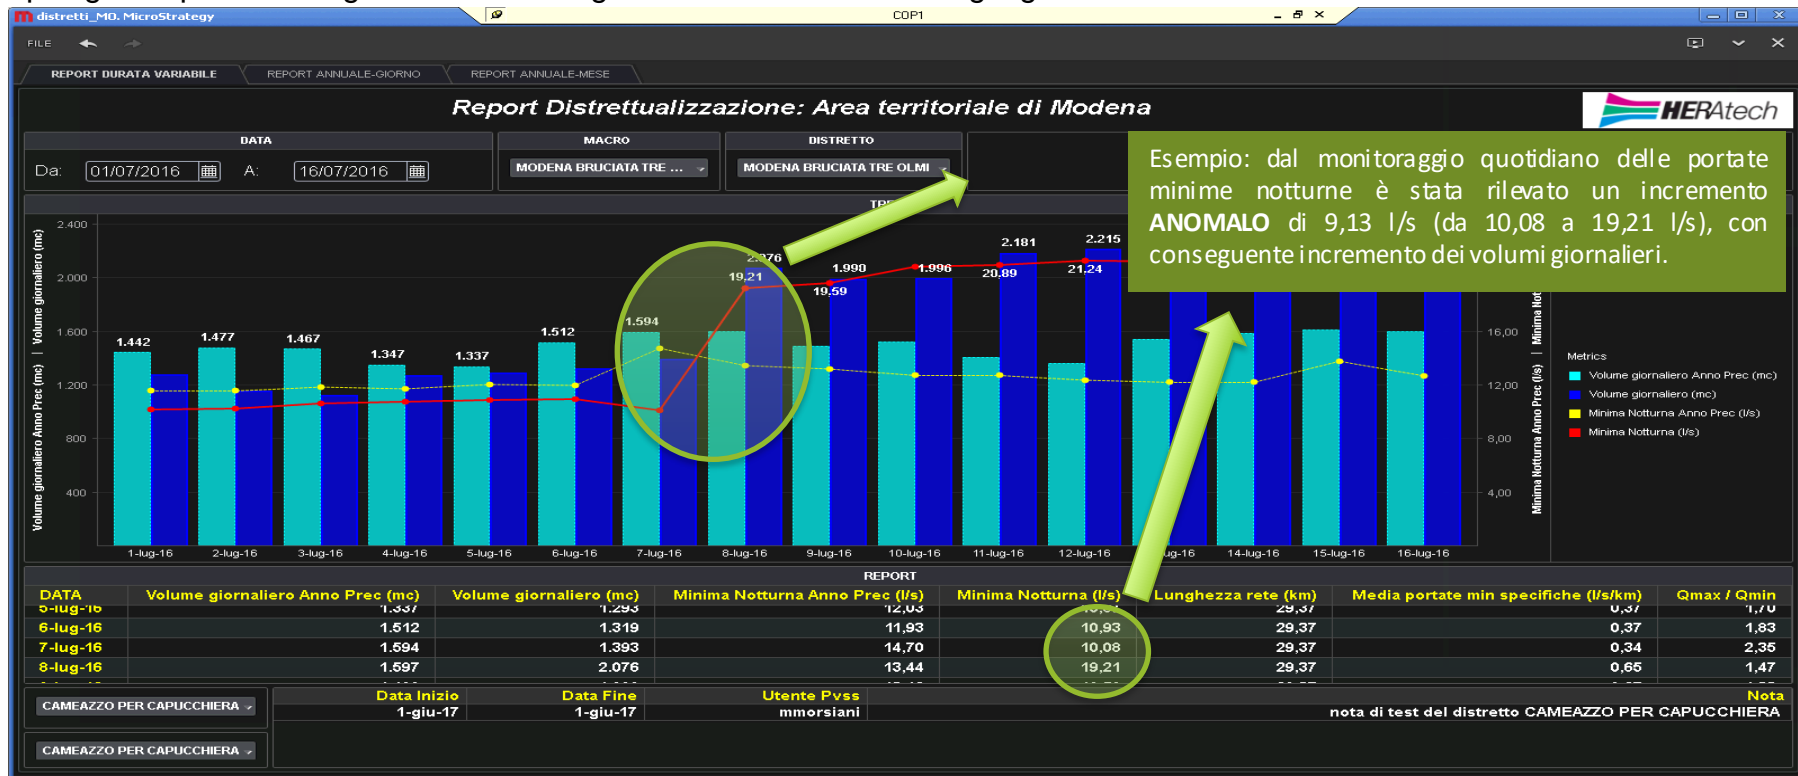 distretti_MO. MicroStrategy
COP1
FILE
REPORT DURATA VARIABILE
REPORT ANNUALE-GIORNO
REPORT ANNUALE-MESE
Report Distrettualizzazione: Area territoriale di Modena
HERAtech
DATA
MACRO
DISTRETTO
Da: 01/07/2016 A: 16/07/2016
MODENA BRUCIATA TRE ...
MODENA BRUCIATA TRE OLMI
Esempio: dal monitoraggio quotidiano delle portate
minime notturne è stata rilevato un incremento
ANOMALO di 9,13 l/s (da 10,08 a 19,21 l/s), con
conseguente incremento dei volumi giornalieri.
Volume giornaliero Anno Prec (mc) | Volume giornaliero (mc)
2.400
2.000
1.600
1.200
800
400
1.442
1.477
1.467
1.347
1.337
1.512
1.594
19,21
19,59
1.990
1.996
2.181
20,89
2.215
21,24
16,00
12,00
8,00
4,00
Minima Notturna Anno Prec (l/s) |
1-lug-16 2-lug-16 3-lug-16 4-lug-16 5-lug-16 6-lug-16 7-lug-16 8-lug-16 9-lug-16 10-lug-16 11-lug-16 12-lug-16 14-lug-16 15-lug-16 16-lug-16
Metrics
Volume giornaliero Anno Prec (mc)
Volume giornaliero (mc)
Minima Notturna Anno Prec (l/s)
Minima Notturna (l/s)
REPORT
DATA Volume giornaliero Anno Prec (mc) Volume giornaliero (mc) Minima Notturna Anno Prec (l/s) Minima Notturna (l/s) Lunghezza rete (km) Media portate min specifiche (l/s/km) Qmax / Qmin
5-lug-16 1.337 1.293 12,03 29,37 0,37 1,70
6-lug-16 1.512 1.319 11,93 10,93 29,37 0,37 1,83
7-lug-16 1.594 1.393 14,70 10,08 29,37 0,34 2,35
8-lug-16 1.597 2.076 13,44 19,21 29,37 0,65 1,47
CAMEAZZO PER CAPUCCHIERA
Data Inizio Data Fine Utente Pvss Nota
1-giu-17 1-giu-17 mmorsiani nota di test del distretto CAMEAZZO PER CAPUCCHIERA
CAMEAZZO PER CAPUCCHIERA